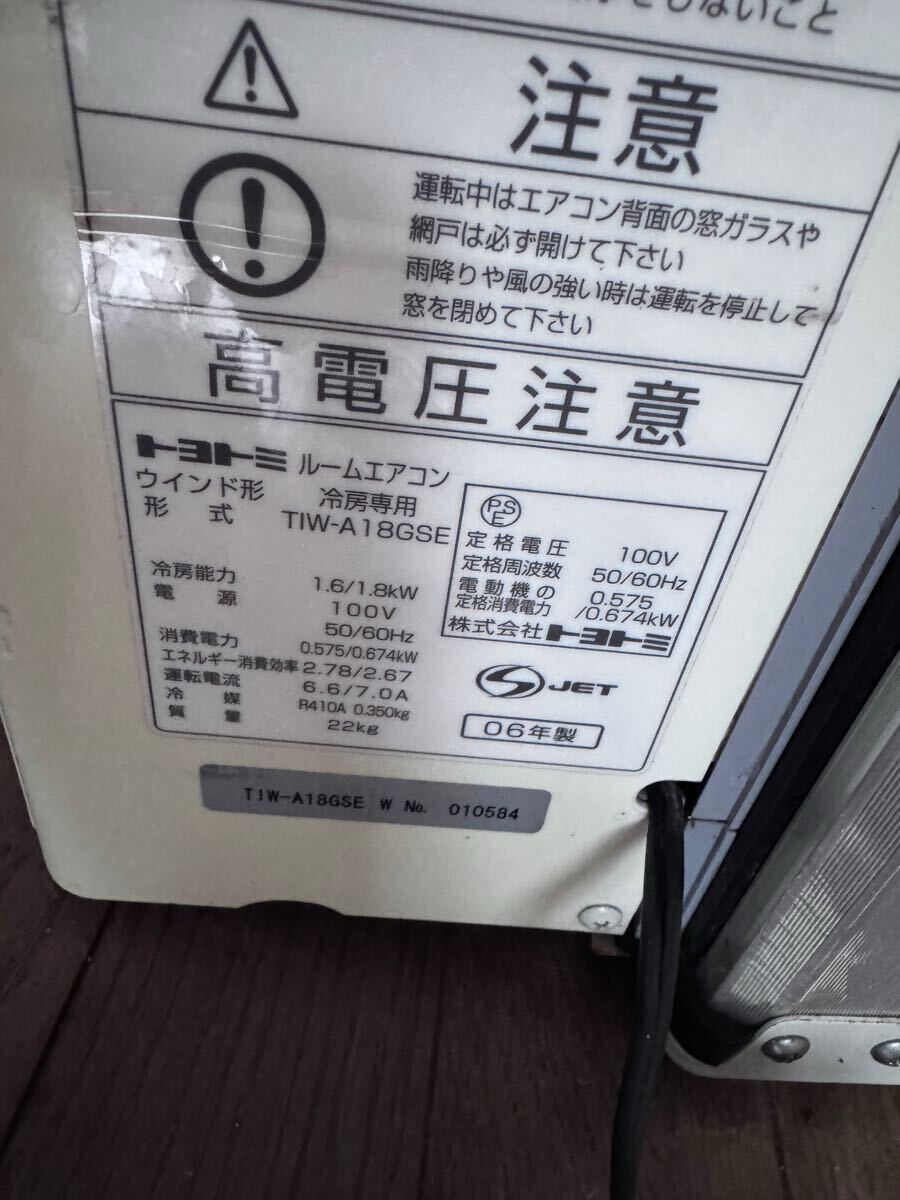 しないこと
注意
運転中はエアコン背面の窓ガラスや
網戸は必ず開けて下さい
雨降りや風の強い時は運転を停止して
窓を閉めて下さい
高電圧注意
トヨトミ ルームエアコン
ウインド形 冷房専用
形 式 TIW-A18GSE
冷房能力 1.6/1.8kW
電 源 100V
50/60Hz
消費電力 0.575/0.674kW
エネルギー消費効率 2.78/2.67
運転電流 6.6/7.0A
冷 媒 R410A 0.350kg
質 量 22kg
PSE
定格電圧 100V
定格周波数 50/60Hz
電動機の 0.575
定格消費電力 /0.674kW
株式会社トヨトミ
JET
06年製
TIW-A18GSE W No. 010584